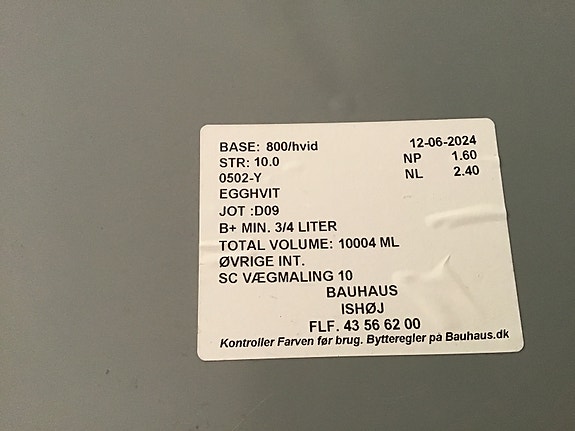 BASE: 800/hvid 12-06-2024
STR: 10.0 NP 1.60
0502-Y NL 2.40
EGGHVIT
JOT :D09
B+ MIN. 3/4 LITER
TOTAL VOLUME: 10004 ML
ØVRIGE INT.
SC VÆGMALING 10
BAUHAUS
ISHØJ
FLF. 43 56 62 00
Kontroller Farven før brug. Bytteregler på Bauhaus.dk